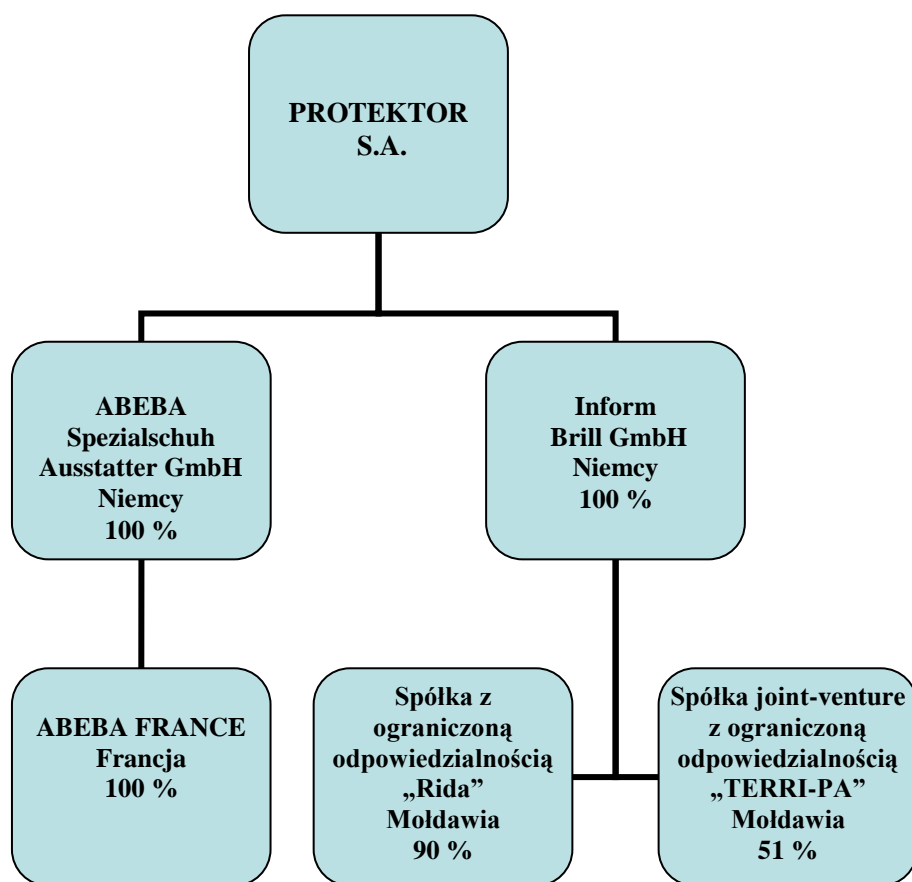 PROTEKTOR
S.A.
ABEBA
Spezialschuh
Ausstatter GmbH
Niemcy
100 %
Inform
Brill GmbH
Niemcy
100 %
ABEBA FRANCE
Francja
100 %
Spółka z
ograniczoną
odpowiedzialnością
„Rida”
Mołdawia
90 %
Spółka joint-venture
z ograniczoną
odpowiedzialnością
„TERRI-PA”
Mołdawia
51 %